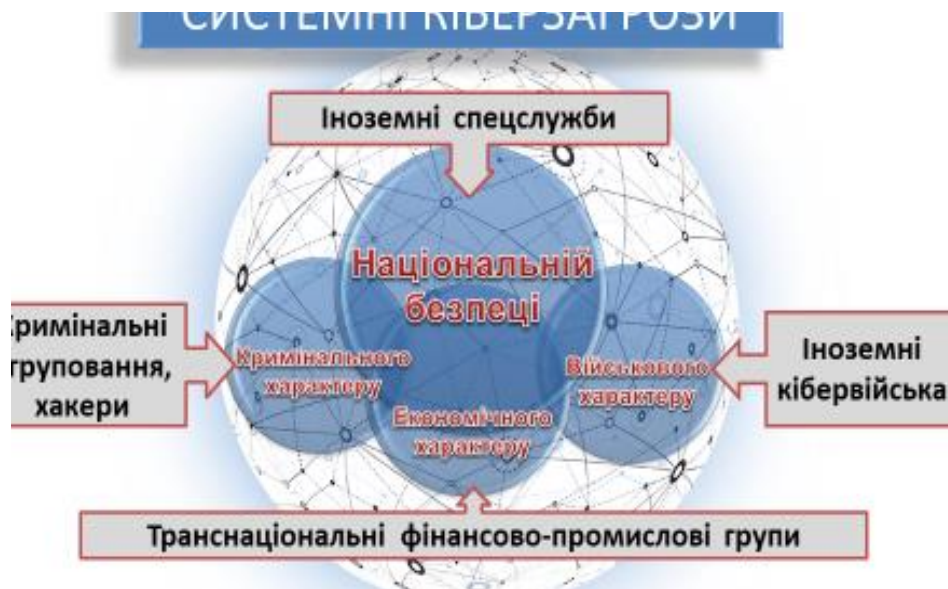 СИСТЕМНІ КІБЕРЗАГРОЗИ
Іноземні спецслужби
Національній
безпеці
Кримінального
характеру
Військового
характеру
Економічного
характеру
римінальні
груповання,
хакери
Іноземні
кібервійська
Транснаціональні фінансово-промислові групи